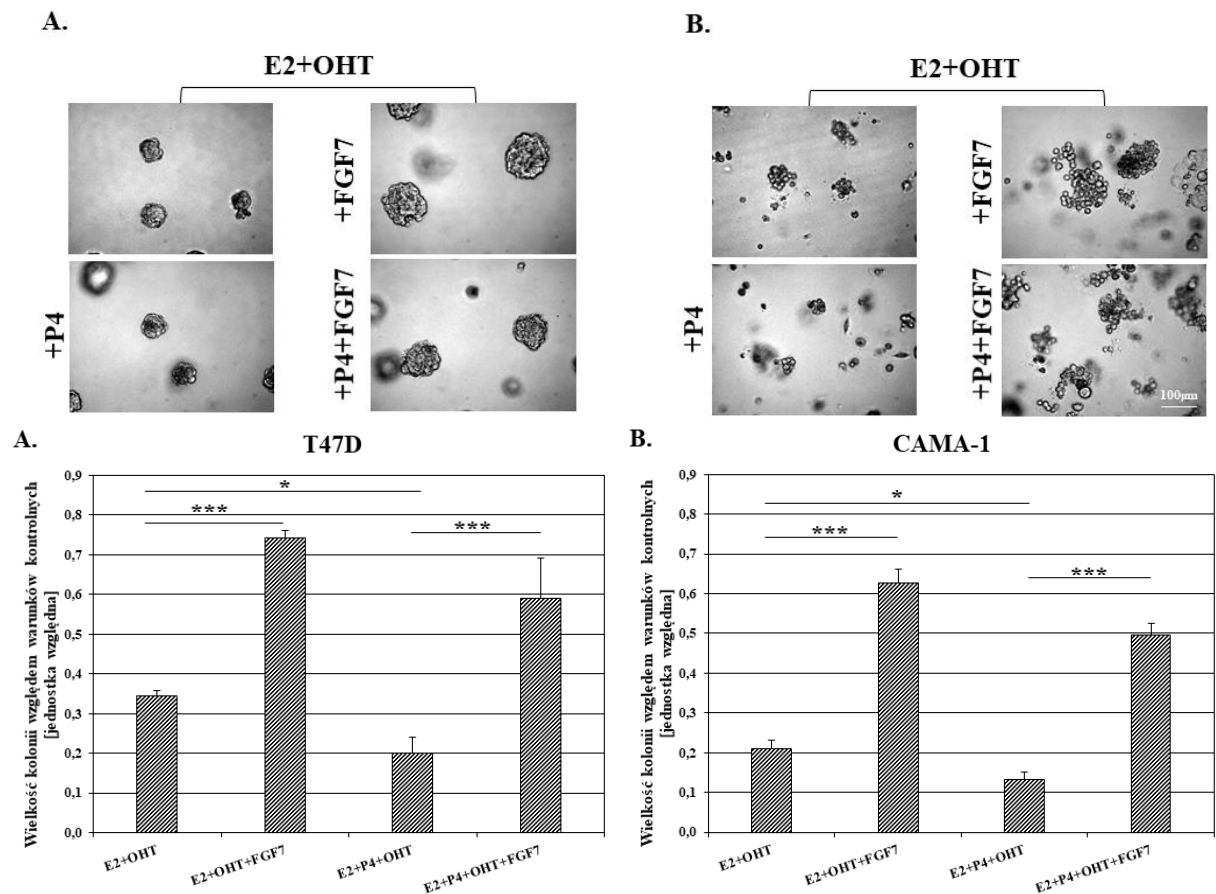 A.
E2+OHT
+FGF7
+P4
+P4+FGF7
B.
E2+OHT
+FGF7
+P4
+P4+FGF7
100µm
A.
T47D
Wielkość kolonii względem warunków kontrolnych
[jednostka względna]
0,9
0,8
0,7
0,6
0,5
0,4
0,3
0,2
0,1
0,0
*
***
***
E2+OHT
E2+OHT+FGF7
E2+P4+OHT
E2+P4+OHT+FGF7
B.
CAMA-1
Wielkość kolonii względem warunków kontrolnych
[jednostka względna]
0,9
0,8
0,7
0,6
0,5
0,4
0,3
0,2
0,1
0,0
*
***
***
E2+OHT
E2+OHT+FGF7
E2+P4+OHT
E2+P4+OHT+FGF7